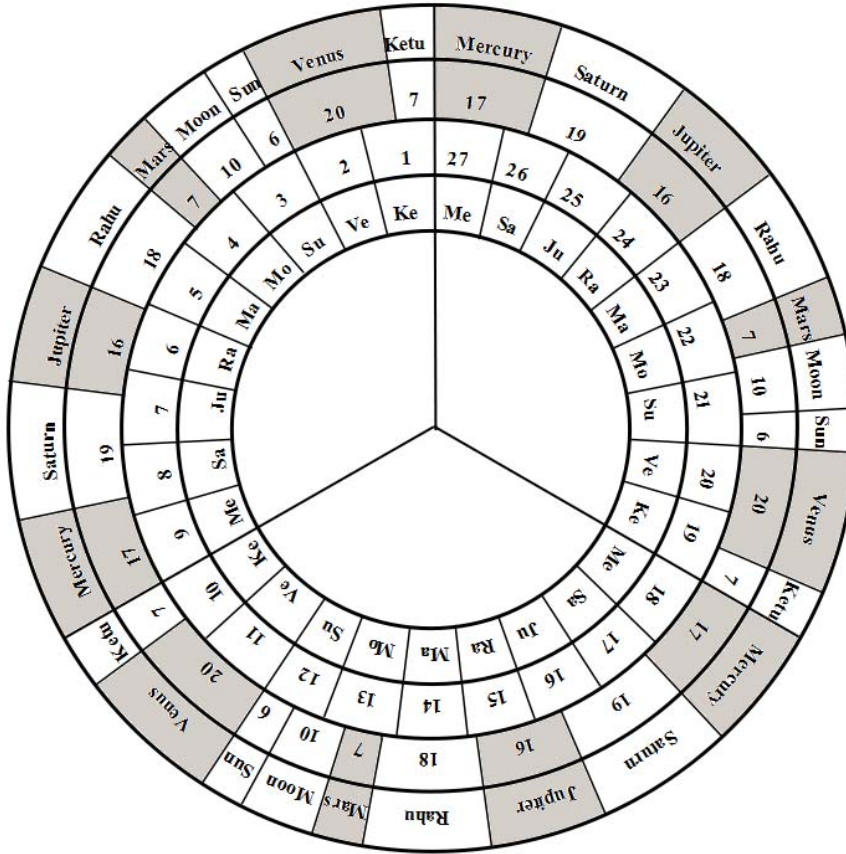 Ketu Venus Sun Moon Mars Rahu Jupiter Saturn Mercury Ketu Venus Sun Moon Mars Rahu Jupiter Saturn Mercury Ketu Venus Sun Moon Mars Rahu Jupiter Saturn Mercury
7 20 6 10 7 18 16 19 17 7 20 6 10 7 18 16 19 17 7 20 6 10 7 18 16 19 17
1 2 3 4 5 6 7 8 9 10 11 12 13 14 15 16 17 18 19 20 21 22 23 24 25 26 27
Ke Ve Su Mo Ma Ra Ju Sa Me Ke Ve Su Mo Ma Ra Ju Sa Me Ke Ve Su Mo Ma Ra Ju Sa Me